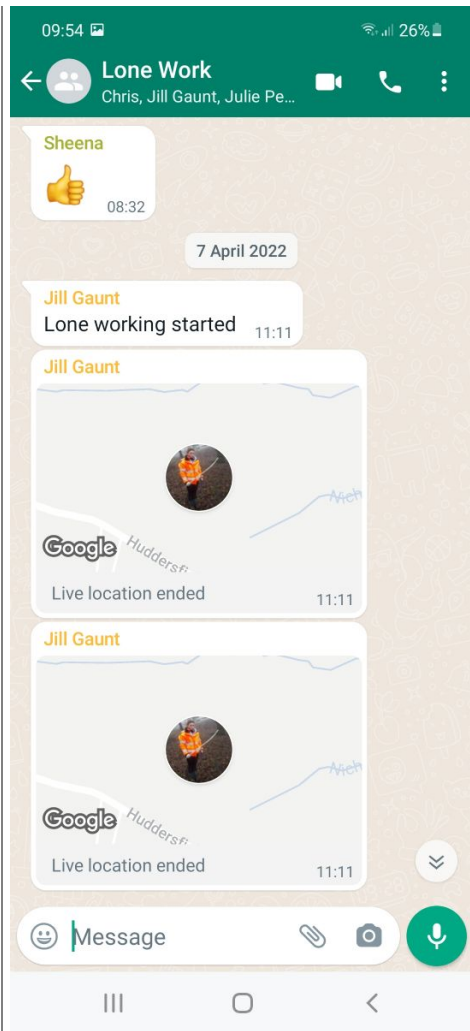 09:54 26%
Lone Work
Chris, Jill Gaunt, Julie Pe...
Sheena
08:32
7 April 2022
Jill Gaunt
Lone working started 11:11
Jill Gaunt
Google Huddersfi
Live location ended 11:11
Jill Gaunt
Google Huddersfi
Live location ended 11:11
Message